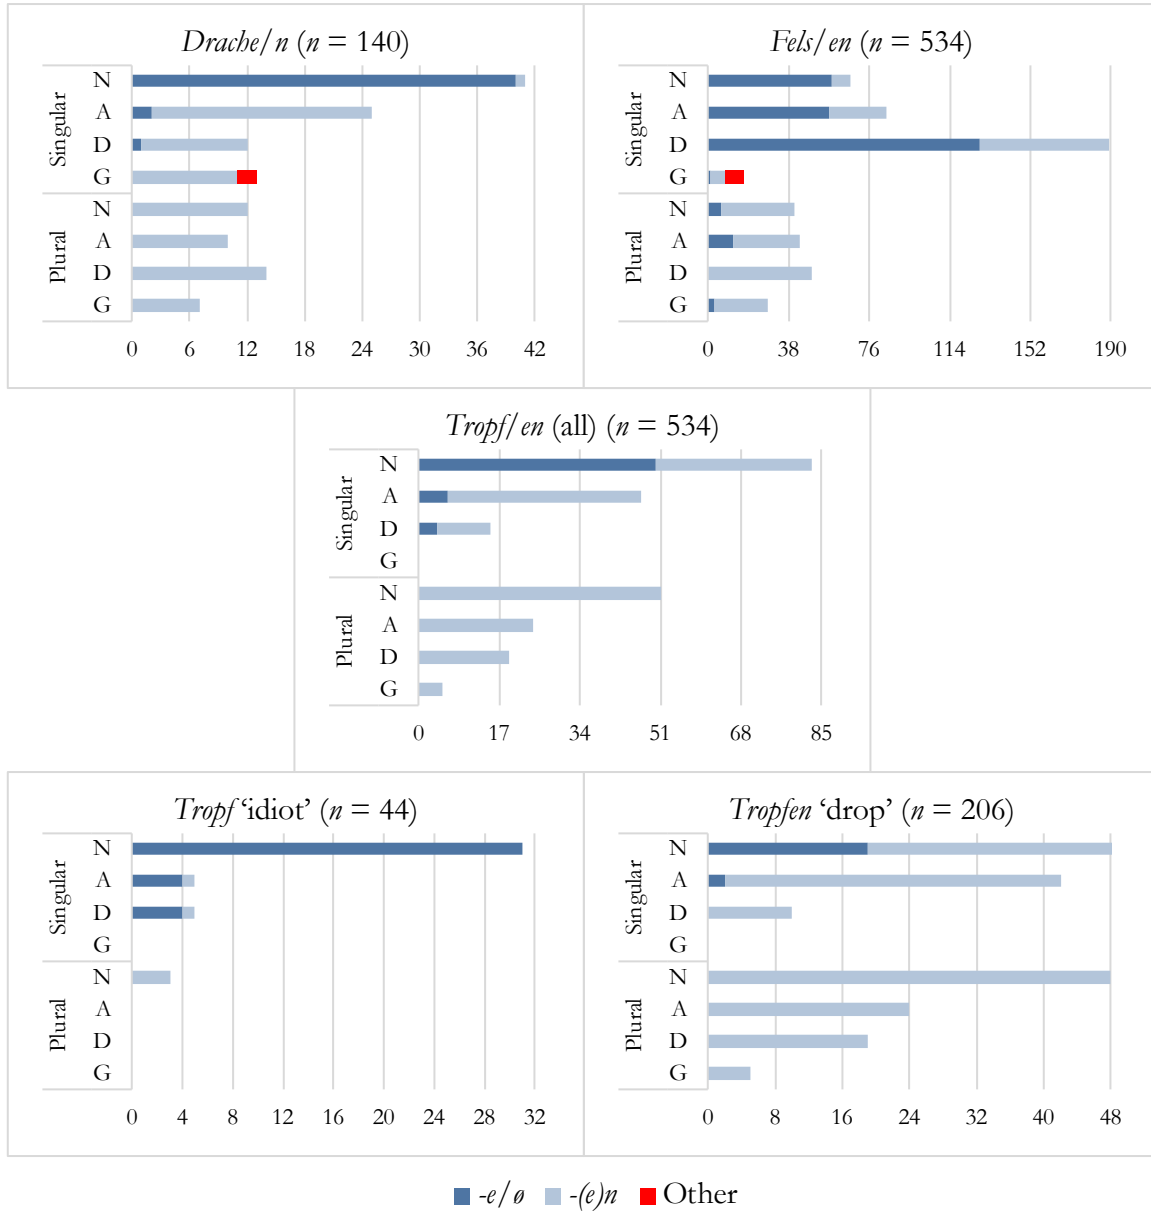 Drache/n (n = 140)
Singular
N
A
D
G
Plural
N
A
D
G
0 6 12 18 24 30 36 42
Fels/en (n = 534)
Singular
N
A
D
G
Plural
N
A
D
G
0 38 76 114 152 190
Tropf/en (all) (n = 534)
Singular
N
A
D
G
Plural
N
A
D
G
0 17 34 51 68 85
Tropf ‘idiot’ (n = 44)
Singular
N
A
D
G
Plural
N
A
D
G
0 4 8 12 16 20 24 28 32
Tropfen ‘drop’ (n = 206)
Singular
N
A
D
G
Plural
N
A
D
G
0 8 16 24 32 40 48
-e/ø -(e)n Other